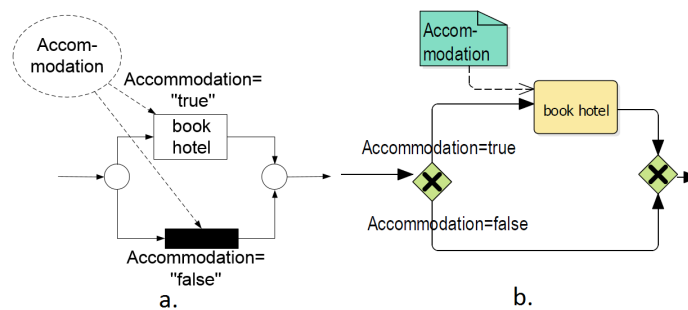 Accom-
modation
Accommodation=
"true"
book
hotel
Accommodation=
"false"
a.
Accom-
modation
book hotel
Accommodation=true
Accommodation=false
b.